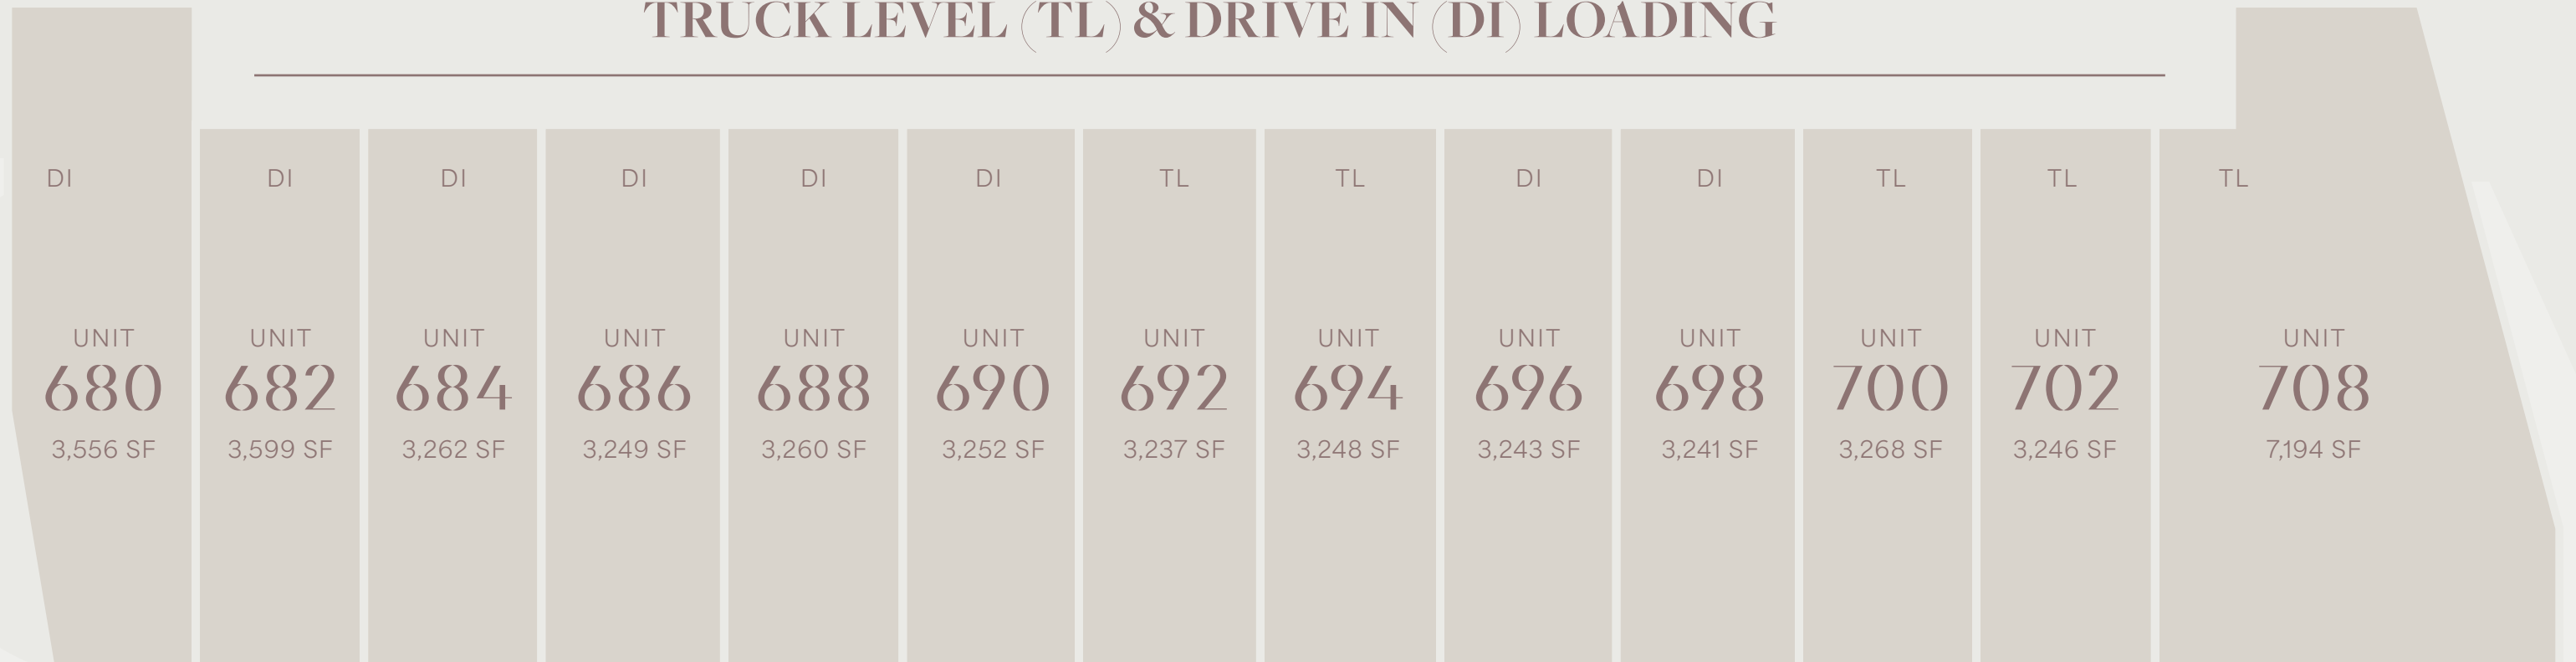 TRUCK LEVEL (TL) & DRIVE IN (DI) LOADING
DI DI DI DI DI DI TL TL DI DI TL TL TL
UNIT UNIT UNIT UNIT UNIT UNIT UNIT UNIT UNIT UNIT UNIT UNIT UNIT
680 682 684 686 688 690 692 694 696 698 700 702 708
3,556 SF 3,599 SF 3,262 SF 3,249 SF 3,260 SF 3,252 SF 3,237 SF 3,248 SF 3,243 SF 3,241 SF 3,268 SF 3,246 SF 7,194 SF